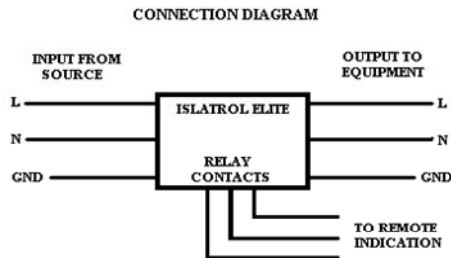 CONNECTION DIAGRAM
INPUT FROM
SOURCE
OUTPUT TO
EQUIPMENT
L
ISLATROL ELITE
L
N
N
GND
RELAY
CONTACTS
GND
TO REMOTE
INDICATION